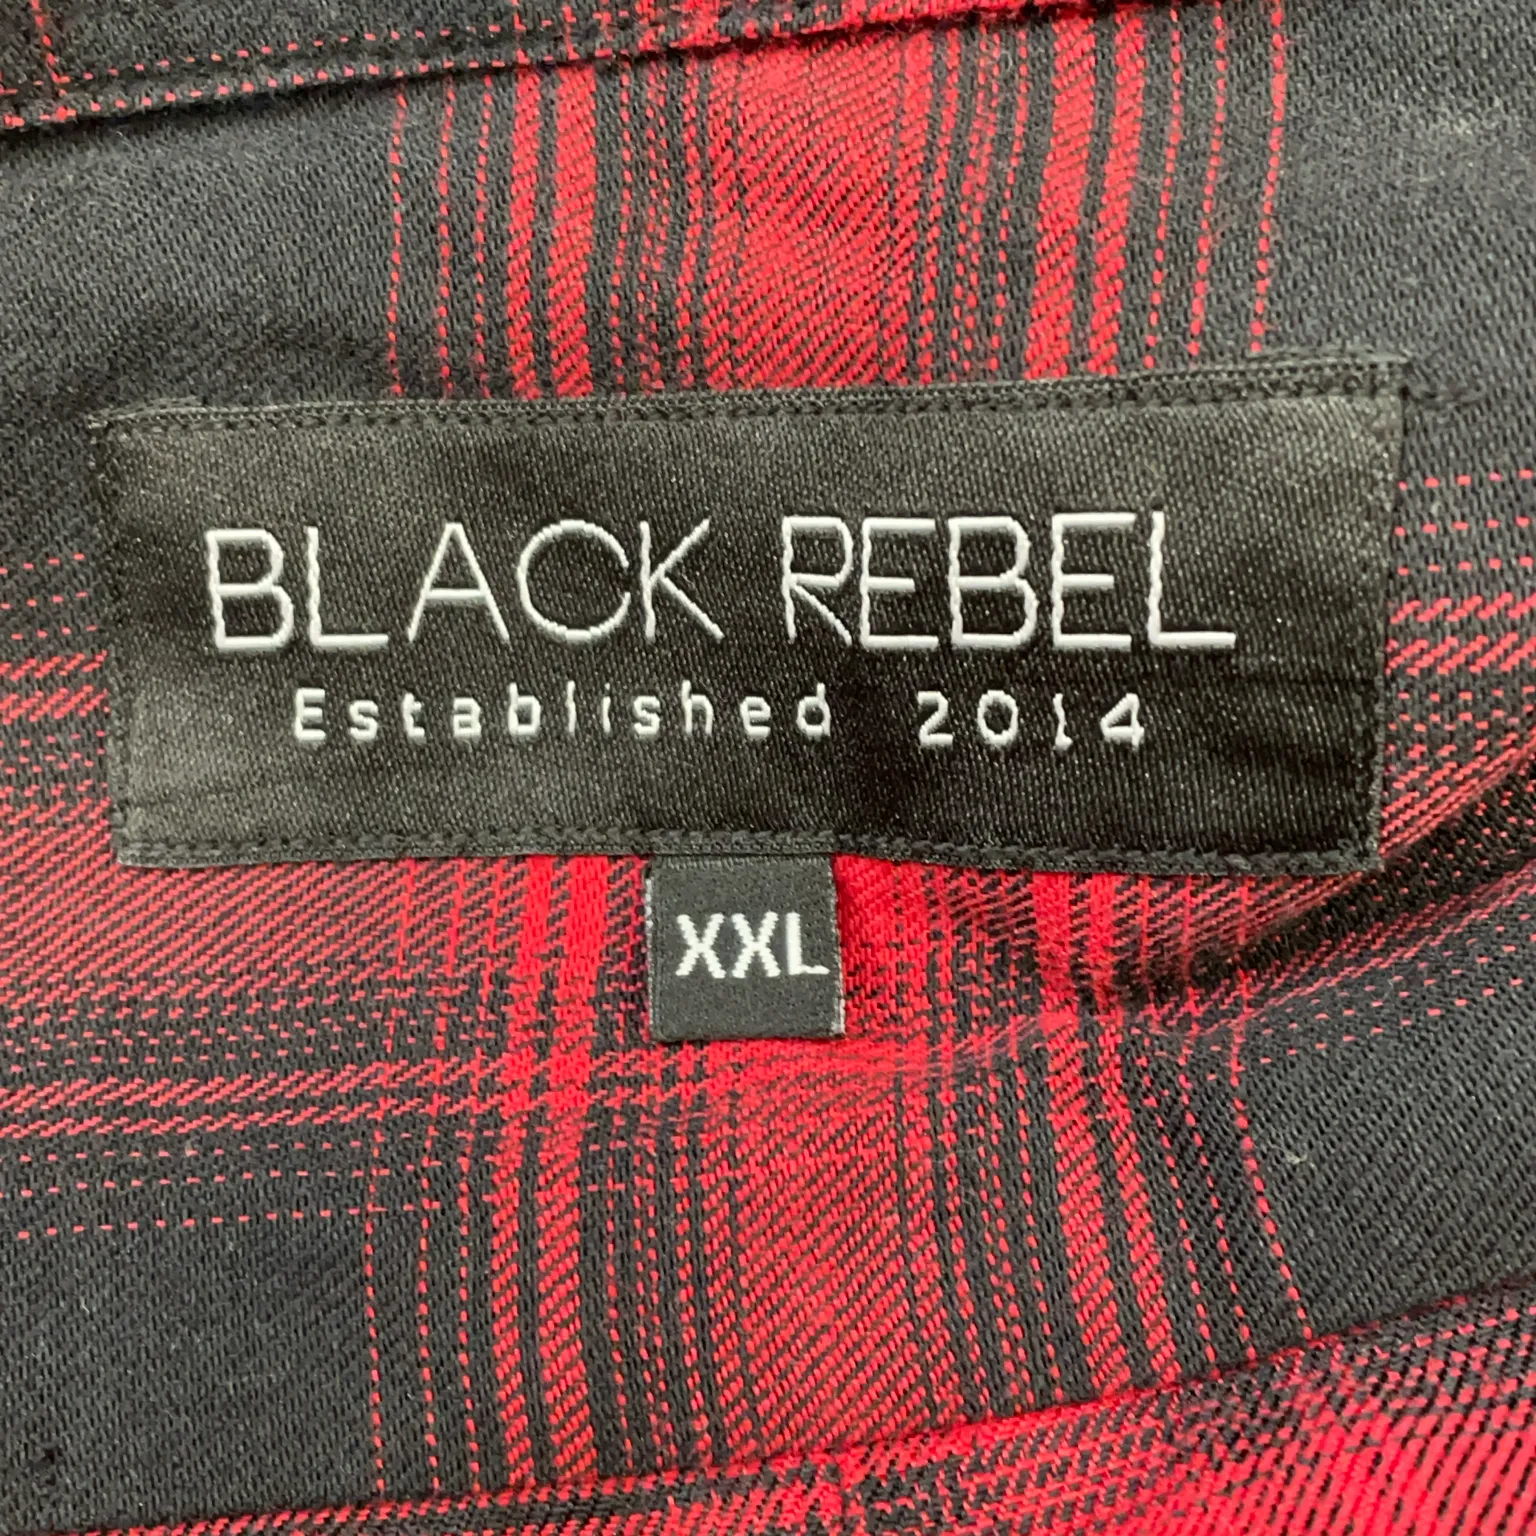 BLACK REBEL
Established 2014
XXL